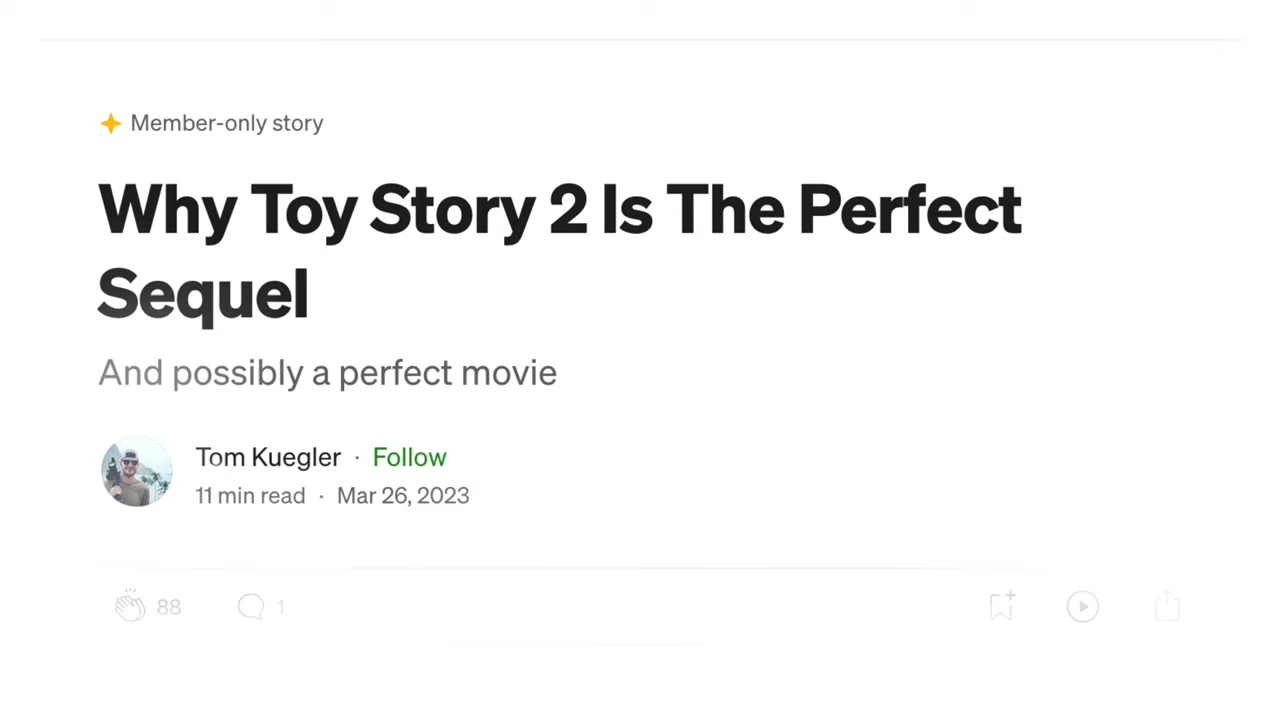 Member-only story
Why Toy Story 2 Is The Perfect
Sequel
And possibly a perfect movie
Tom Kuegler · Follow
11 min read · Mar 26, 2023
88 1